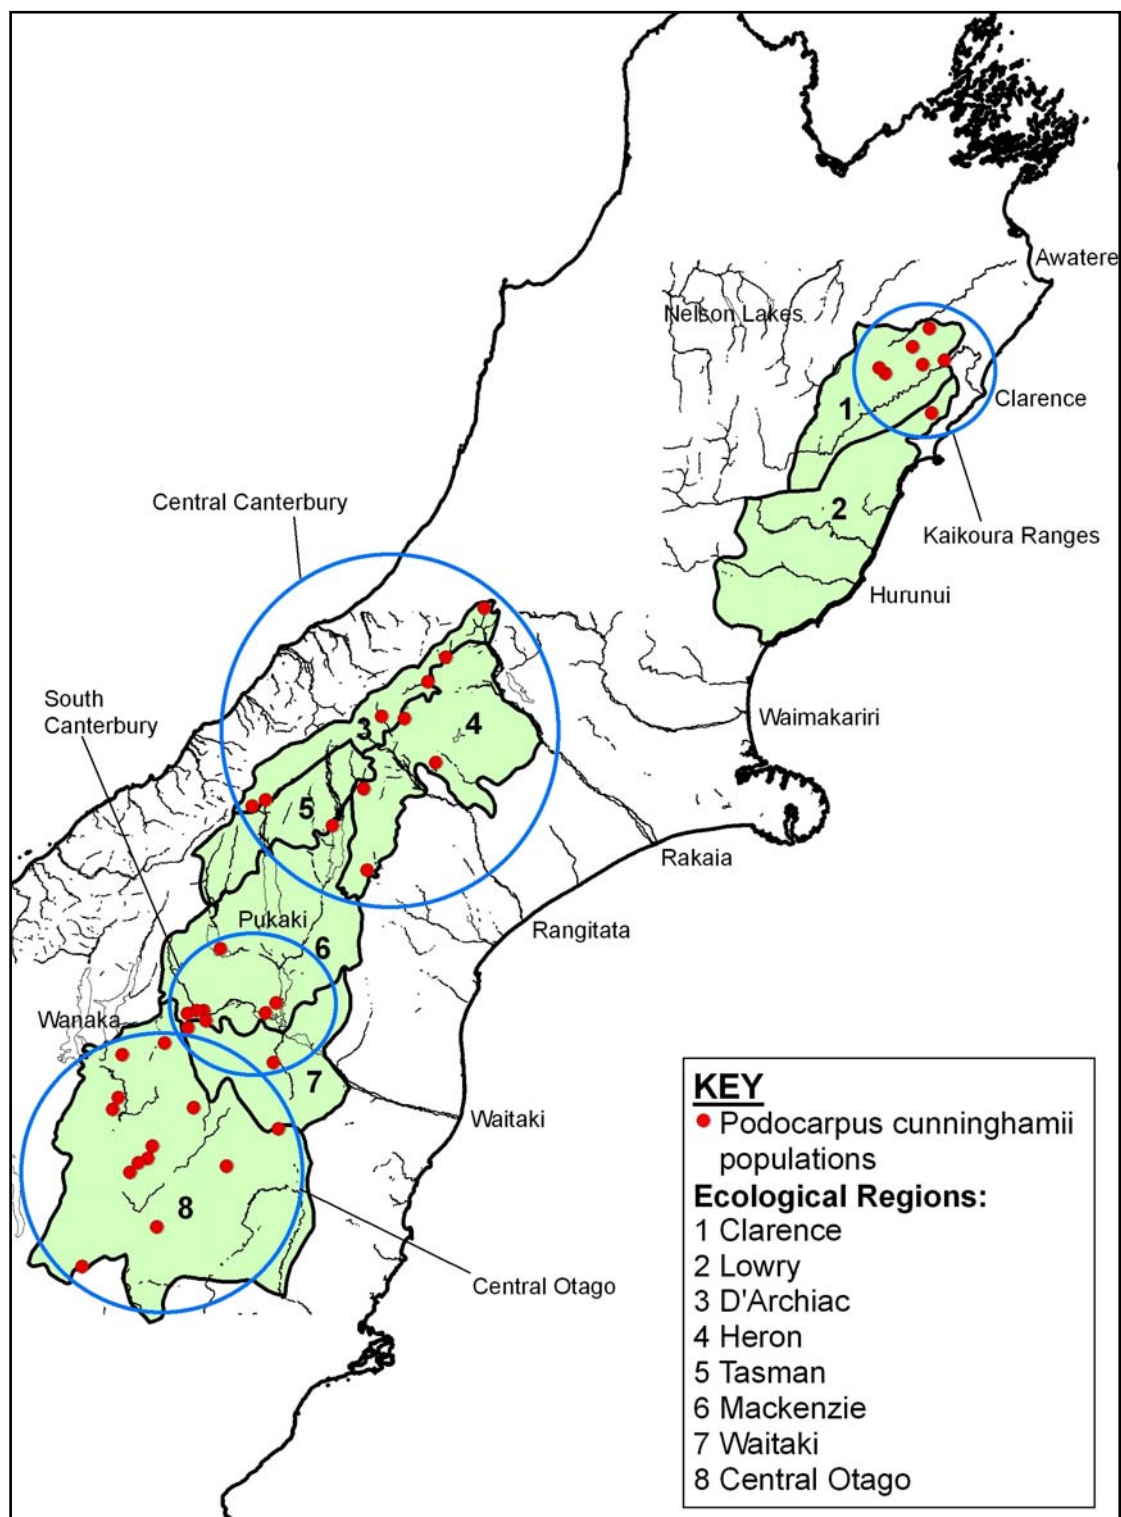 Awatere
Nelson Lakes
Clarence
1
2
Central Canterbury
Kaikoura Ranges
Hurunui
South
Canterbury
Waimakariri
3
4
5
Rakaia
Pukaki
Rangitata
6
Wanaka
7
Waitaki
8
Central Otago
KEY
Podocarpus cunninghamii
populations
Ecological Regions:
1 Clarence
2 Lowry
3 D'Archiac
4 Heron
5 Tasman
6 Mackenzie
7 Waitaki
8 Central Otago